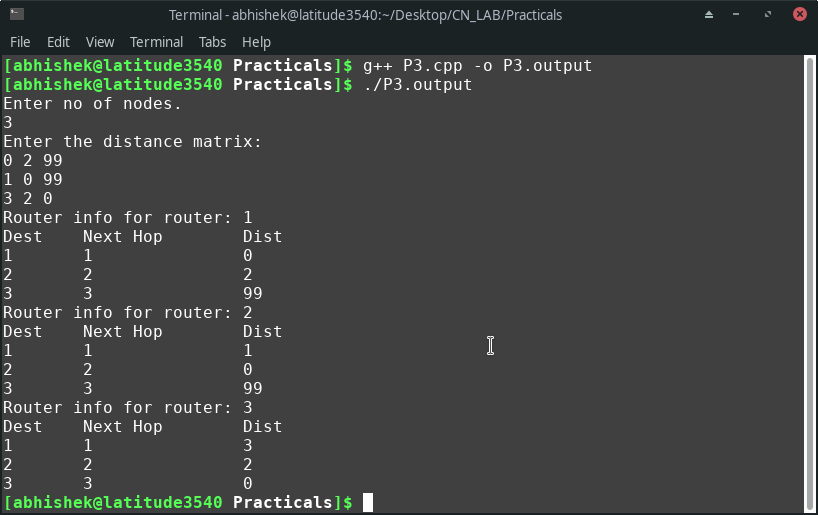 Terminal - abhishek@latitude3540:~/Desktop/CN_LAB/Practicals
File Edit View Terminal Tabs Help
[abhishek@latitude3540 Practicals]$ g++ P3.cpp -o P3.output
[abhishek@latitude3540 Practicals]$ ./P3.output
Enter no of nodes.
3
Enter the distance matrix:
0 2 99
1 0 99
3 2 0
Router info for router: 1
Dest    Next Hop        Dist
1       1               0
2       2               2
3       3               99
Router info for router: 2
Dest    Next Hop        Dist
1       1               1
2       2               0
3       3               99
Router info for router: 3
Dest    Next Hop        Dist
1       1               3
2       2               2
3       3               0
[abhishek@latitude3540 Practicals]$